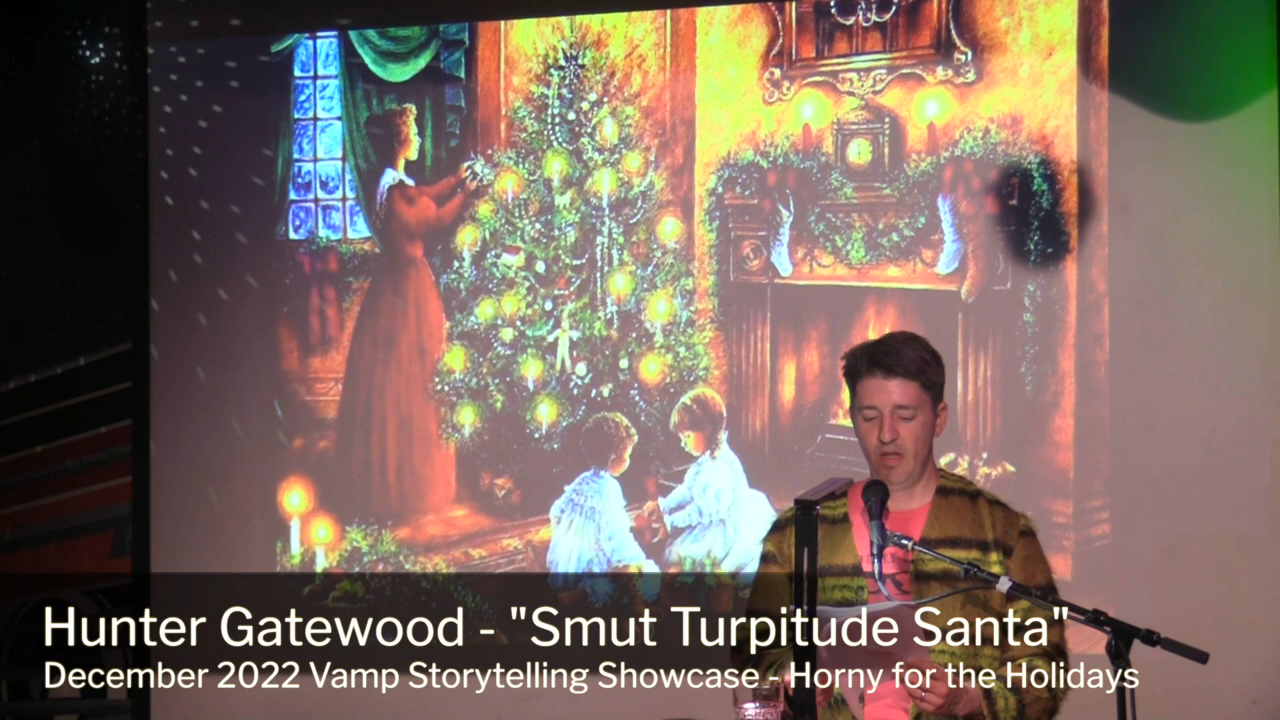 Hunter Gatewood - "Smut Turpitude Santa"
December 2022 Vamp Storytelling Showcase - Horny for the Holidays